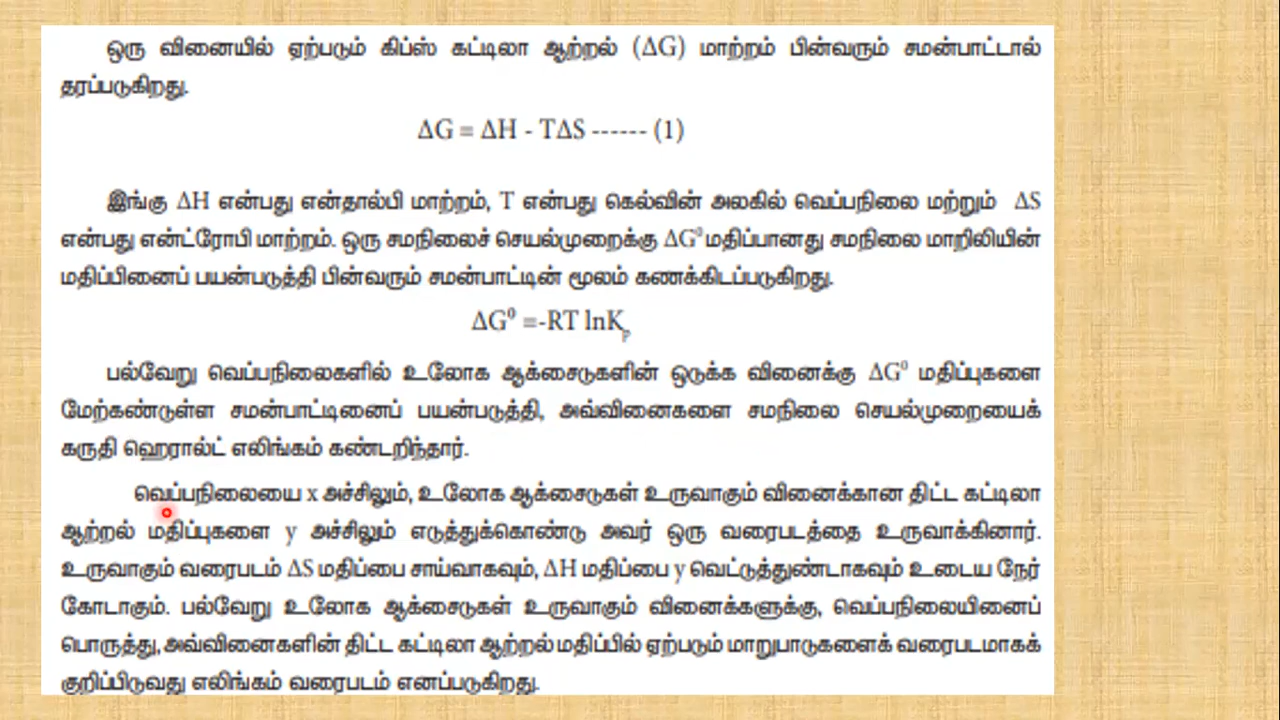 ஒரு வினையில் ஏற்படும் கிப்ஸ் கட்டிலா ஆற்றல் (ΔG) மாற்றம் பின்வரும் சமன்பாட்டால்
தரப்படுகிறது.
ΔG = ΔH - TΔS ------ (1)
இங்கு ΔH என்பது என்தால்பி மாற்றம், T என்பது கெல்வின் அலகில் வெப்பநிலை மற்றும் ΔS
என்பது என்ட்ரோபி மாற்றம். ஒரு சமநிலைச் செயல்முறைக்கு ΔG⁰ மதிப்பானது சமநிலை மாறிலியின்
மதிப்பினைப் பயன்படுத்தி பின்வரும் சமன்பாட்டின் மூலம் கணக்கிடப்படுகிறது.
ΔG⁰ =-RT lnKₚ
பல்வேறு வெப்பநிலைகளில் உலோக ஆக்சைடுகளின் ஒடுக்க வினைக்கு ΔG⁰ மதிப்புகளை
மேற்கண்டுள்ள சமன்பாட்டினைப் பயன்படுத்தி, அவ்வினைகளை சமநிலை செயல்முறையைக்
கருதி ஹெரால்ட் எலிங்கம் கண்டறிந்தார்.
வெப்பநிலையை x அச்சிலும், உலோக ஆக்சைடுகள் உருவாகும் வினைக்கான திட்ட கட்டிலா
ஆற்றல் மதிப்புகளை y அச்சிலும் எடுத்துக்கொண்டு அவர் ஒரு வரைபடத்தை உருவாக்கினார்.
உருவாகும் வரைபடம் ΔS மதிப்பை சாய்வாகவும், ΔH மதிப்பை y வெட்டுத்துண்டாகவும் உடைய நேர்
கோடாகும். பல்வேறு உலோக ஆக்சைடுகள் உருவாகும் வினைக்களுக்கு, வெப்பநிலையினைப்
பொருத்து, அவ்வினைகளின் திட்ட கட்டிலா ஆற்றல் மதிப்பில் ஏற்படும் மாறுபாடுகளைக் வரைபடமாகக்
குறிப்பிடுவது எலிங்கம் வரைபடம் எனப்படுகிறது.